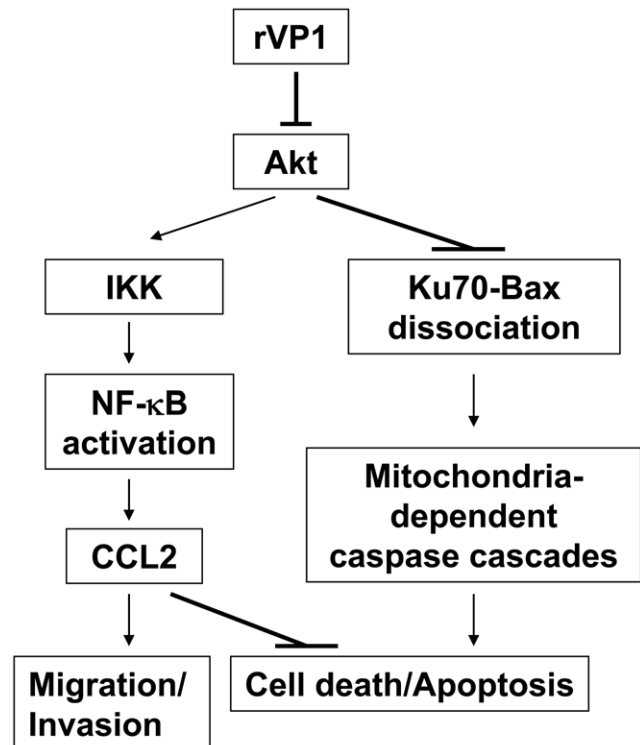 rVP1
Akt
IKK
Ku70-Bax
dissociation
NF-κB
activation
Mitochondria-
dependent
caspase cascades
CCL2
Migration/
Invasion
Cell death/Apoptosis